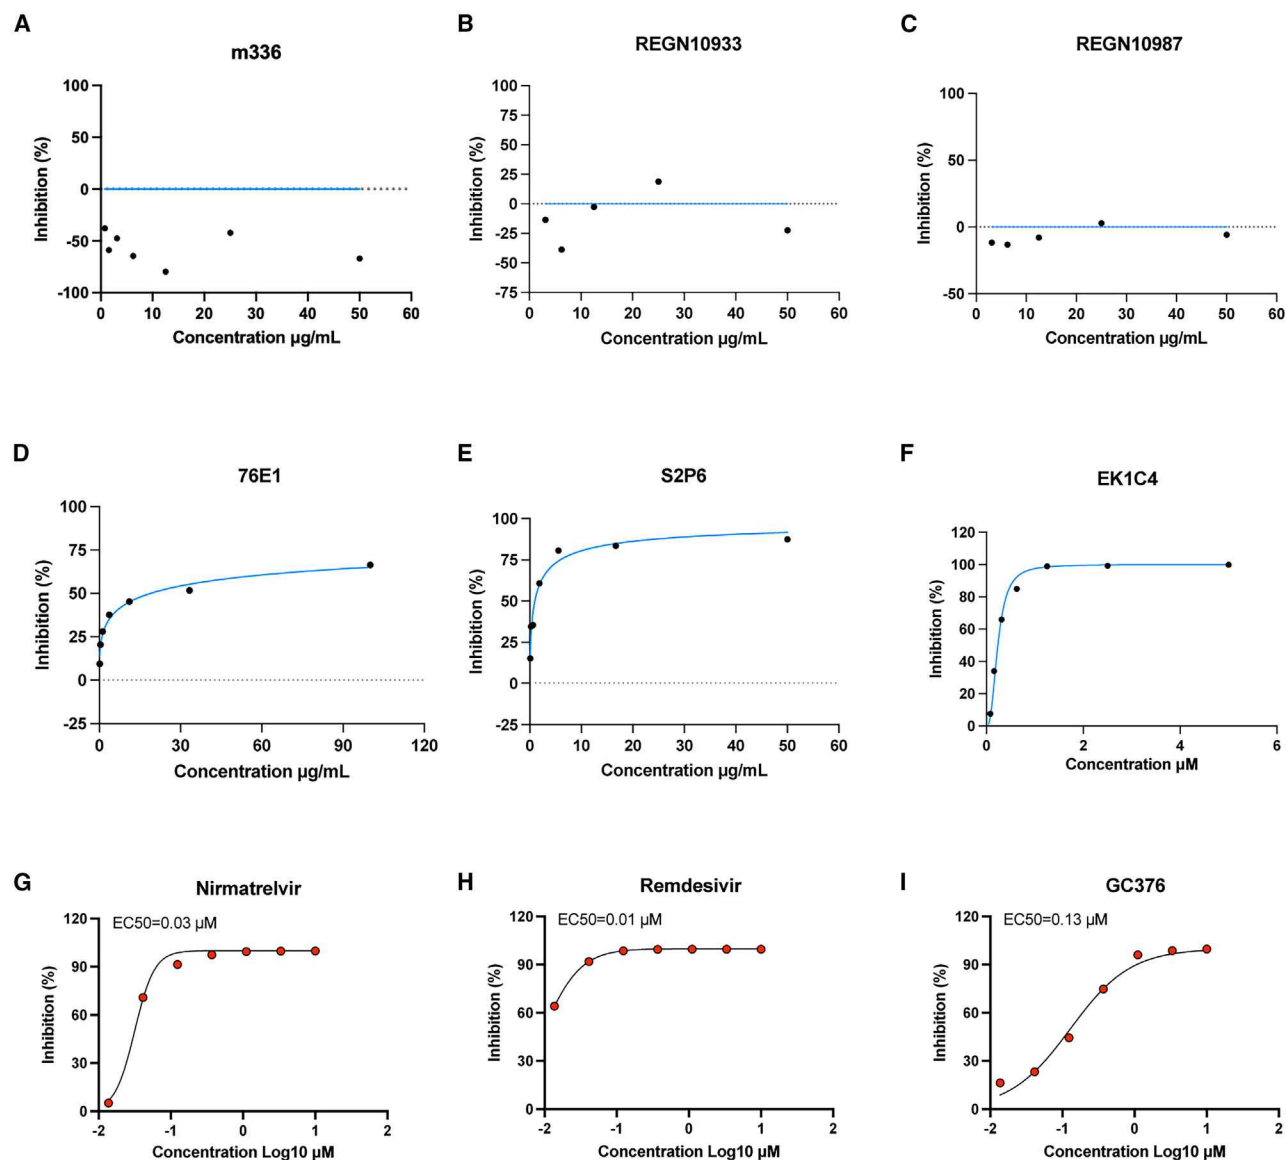 A
m336
Inhibition (%)
100
50
0
-50
-100
0 10 20 30 40 50 60
Concentration µg/mL
B
REGN10933
Inhibition (%)
100
75
50
25
0
-25
-50
-75
0 10 20 30 40 50 60
Concentration µg/mL
C
REGN10987
Inhibition (%)
100
50
0
-50
0 10 20 30 40 50 60
Concentration µg/mL
D
76E1
Inhibition (%)
100
75
50
25
0
-25
0 30 60 90 120
Concentration µg/mL
E
S2P6
Inhibition (%)
100
75
50
25
0
-25
0 10 20 30 40 50 60
Concentration µg/mL
F
EK1C4
Inhibition (%)
120
100
80
60
40
20
0
0 2 4 6
Concentration µM
G
Nirmatrelvir
EC50=0.03 µM
Inhibition (%)
120
90
60
30
0
-2 -1 0 1 2
Concentration Log10 µM
H
Remdesivir
EC50=0.01 µM
Inhibition (%)
120
90
60
30
0
-2 -1 0 1 2
Concentration Log10 µM
I
GC376
EC50=0.13 µM
Inhibition (%)
120
90
60
30
0
-2 -1 0 1 2
Concentration Log10 µM